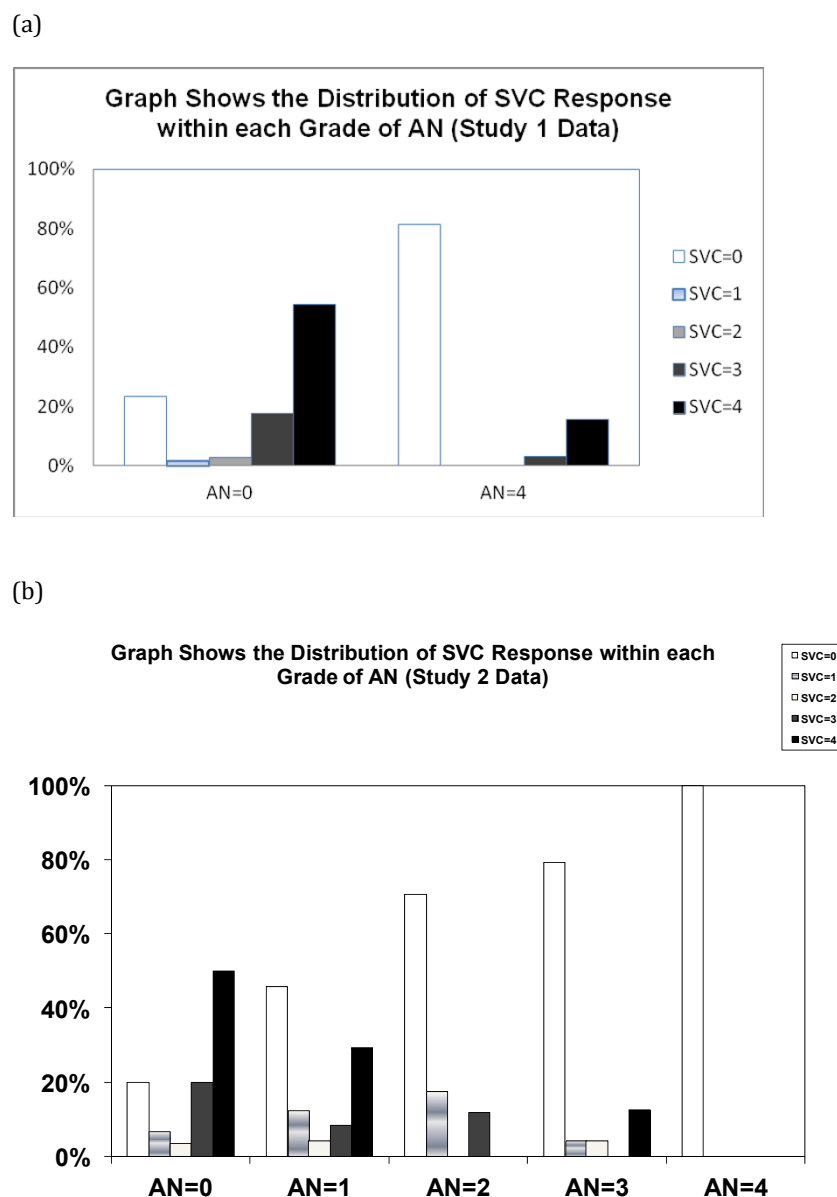 (a)
Graph Shows the Distribution of SVC Response
within each Grade of AN (Study 1 Data)
100%
80%
60%
40%
20%
0%
AN=0
AN=4
SVC=0
SVC=1
SVC=2
SVC=3
SVC=4
(b)
Graph Shows the Distribution of SVC Response within each
Grade of AN (Study 2 Data)
SVC=0
SVC=1
SVC=2
SVC=3
SVC=4
100%
80%
60%
40%
20%
0%
AN=0
AN=1
AN=2
AN=3
AN=4